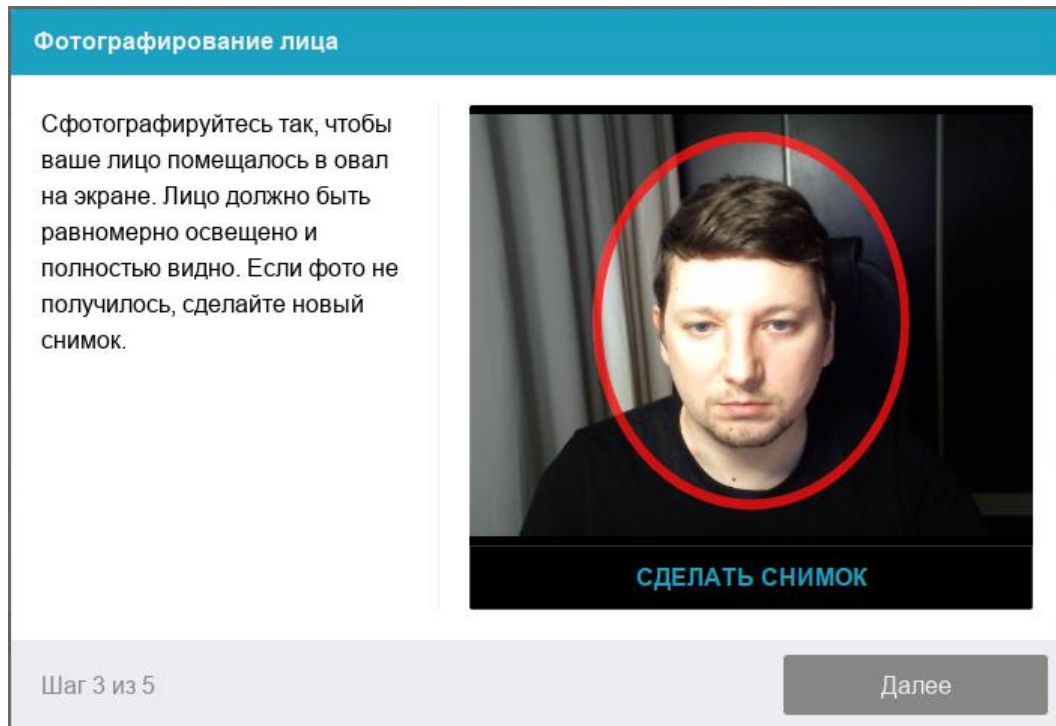 Фотографирование лица
Сфотографируйтесь так, чтобы
ваше лицо помещалось в овал
на экране. Лицо должно быть
равномерно освещено и
полностью видно. Если фото не
получилось, сделайте новый
снимок.
СДЕЛАТЬ СНИМОК
Шаг 3 из 5
Далее